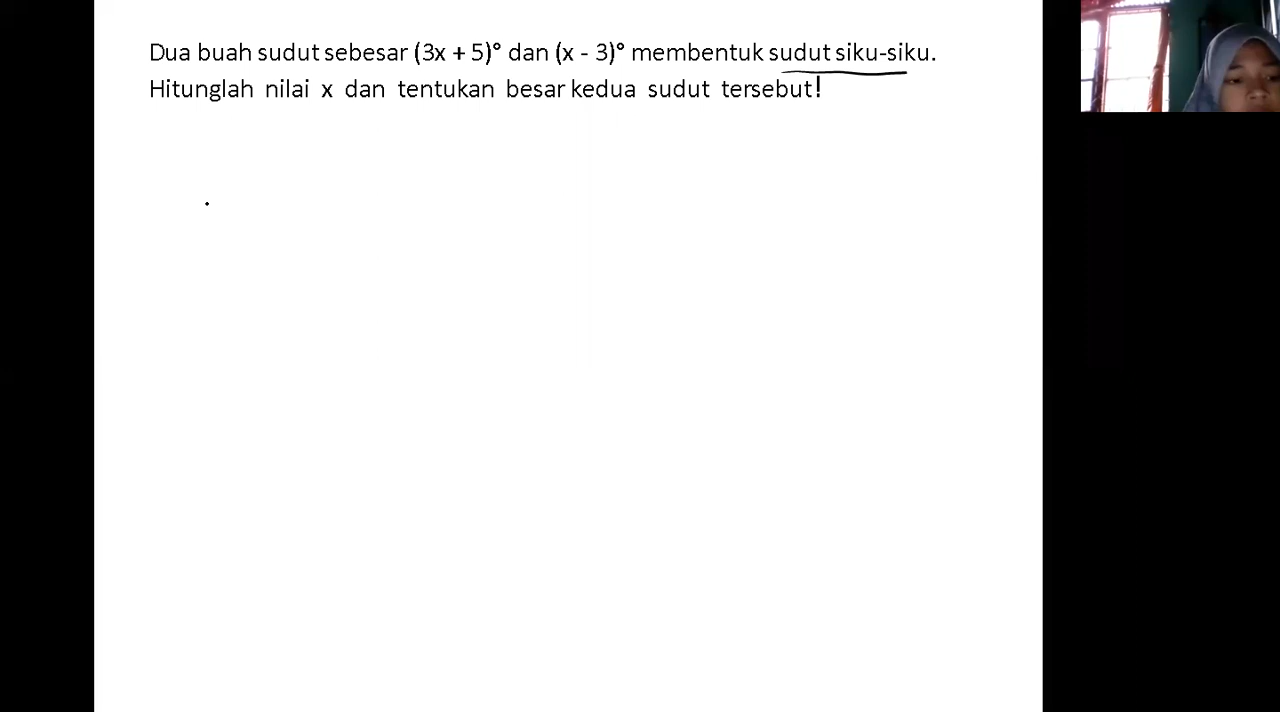 Dua buah sudut sebesar (3x + 5)° dan (x - 3)° membentuk sudut siku-siku.
Hitunglah nilai x dan tentukan besar kedua sudut tersebut!